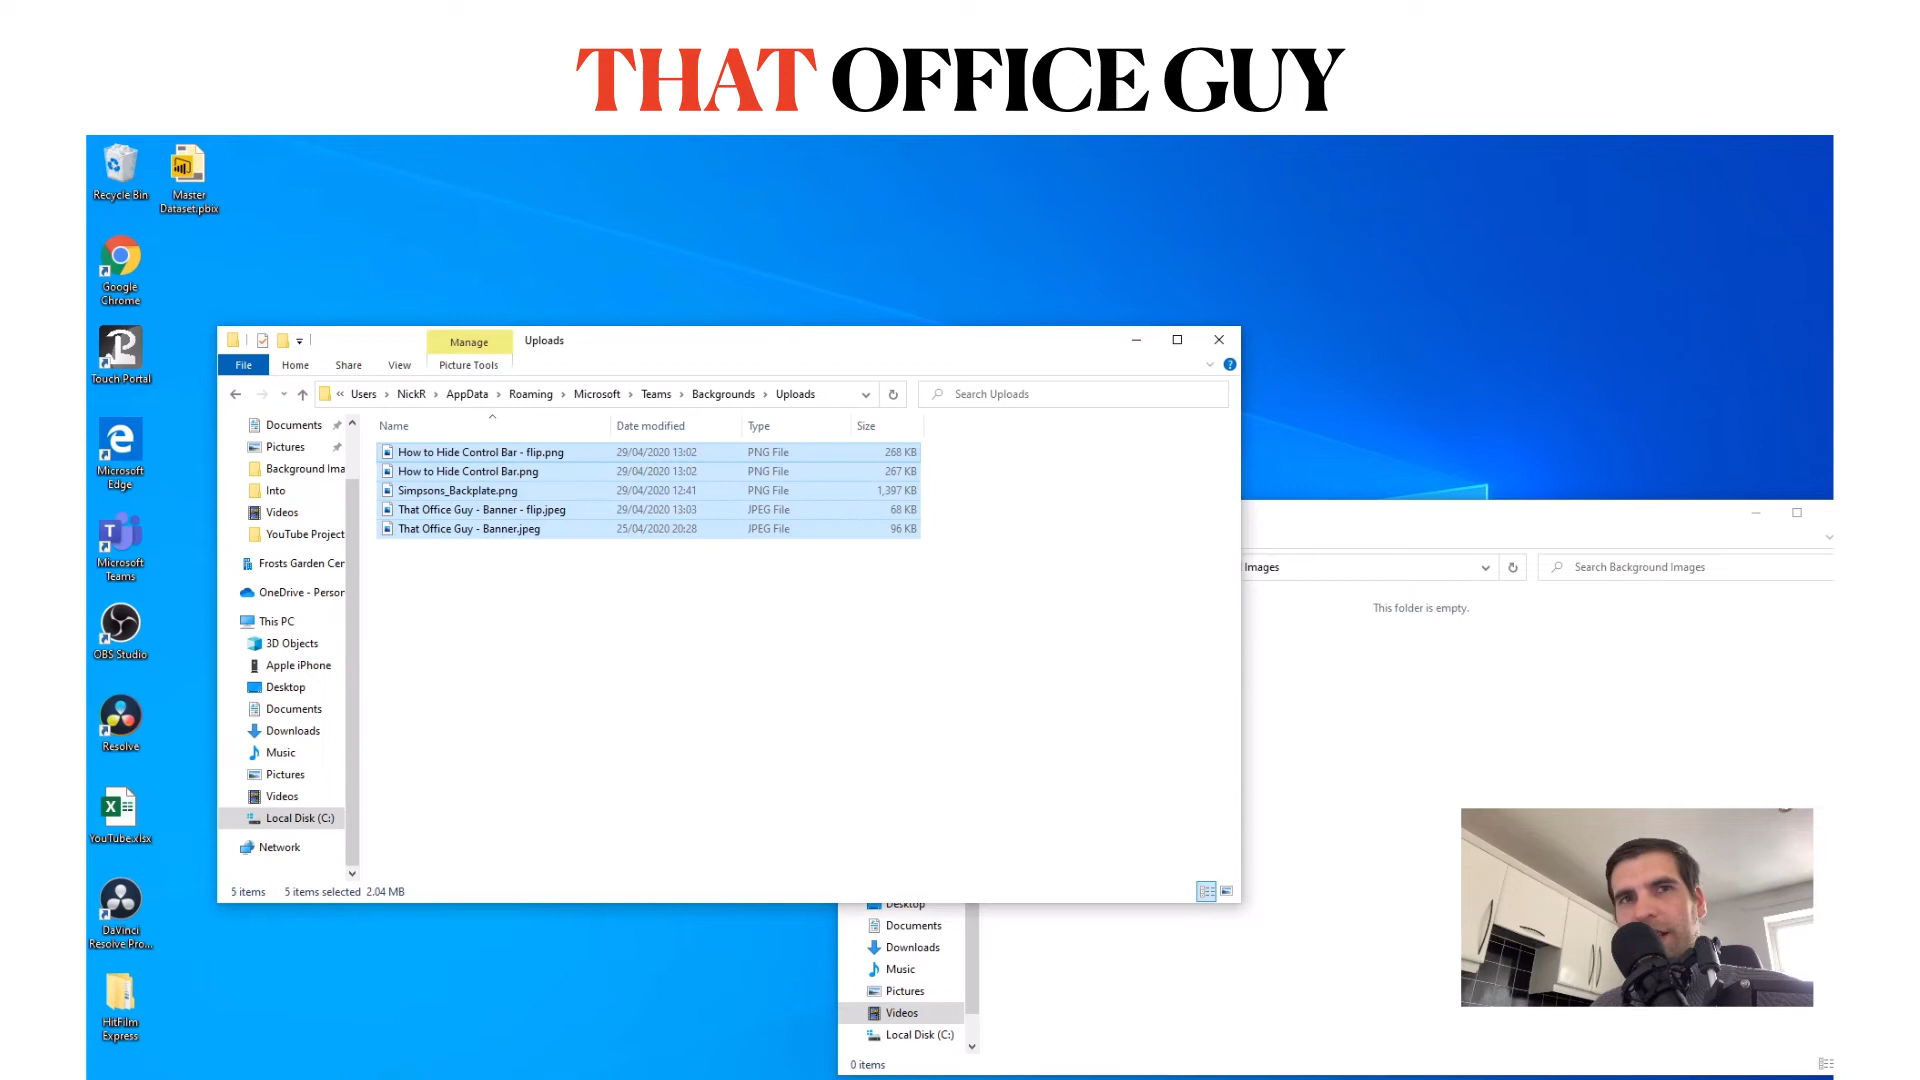 THAT OFFICE GUY
Recycle Bin
Master
Dataset.pbix
Google
Chrome
Touch Portal
Microsoft
Edge
Microsoft
Teams
OBS Studio
Resolve
YouTube.xlsx
DaVinci
Resolve Pro...
HitFilm
Express
Manage
Uploads
File
Home
Share
View
Picture Tools
« Users › NickR › AppData › Roaming › Microsoft › Teams › Backgrounds › Uploads
Search Uploads
Documents
Pictures
Background Ima
Into
Videos
YouTube Project
Frosts Garden Cen
OneDrive - Person
This PC
3D Objects
Apple iPhone
Desktop
Documents
Downloads
Music
Pictures
Videos
Local Disk (C:)
Network
Name Date modified Type Size
How to Hide Control Bar - flip.png 29/04/2020 13:02 PNG File 268 KB
How to Hide Control Bar.png 29/04/2020 13:02 PNG File 267 KB
Simpsons_Backplate.png 29/04/2020 12:41 PNG File 1,397 KB
That Office Guy - Banner - flip.jpeg 29/04/2020 13:03 JPEG File 68 KB
That Office Guy - Banner.jpeg 25/04/2020 20:28 JPEG File 96 KB
5 items 5 items selected 2.04 MB
Images
Search Background Images
This folder is empty.
Desktop
Documents
Downloads
Music
Pictures
Videos
Local Disk (C:)
0 items